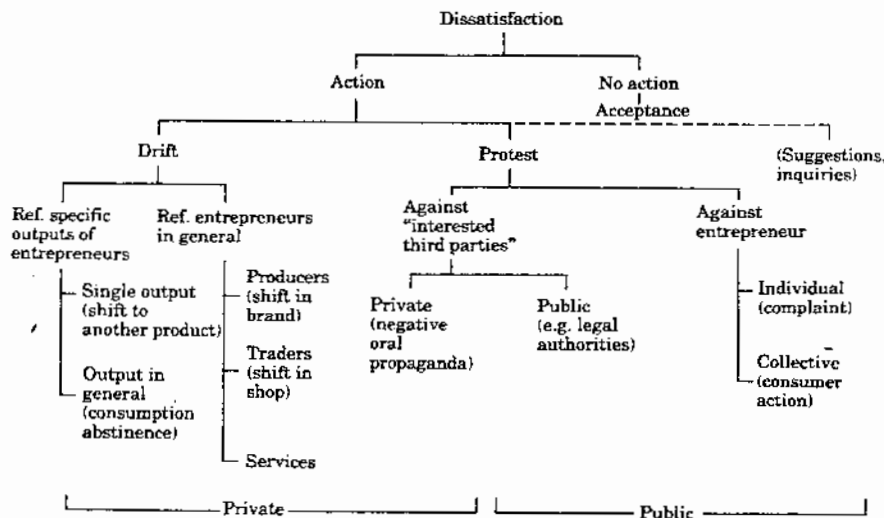 Dissatisfaction
Action
No action
Acceptance
Drift
Protest
(Suggestions,
inquiries)
Ref. specific
outputs of
entrepreneurs
Ref. entrepreneurs
in general
Against
"interested
third parties"
Against
entrepreneur
Single output
(shift to
another product)
Output in
general
(consumption
abstinence)
Producers
(shift in
brand)
Traders
(shift in
shop)
Services
Private
(negative
oral
propaganda)
Public
(e.g. legal
authorities)
Individual
(complaint)
Collective
(consumer
action)
Private
Public